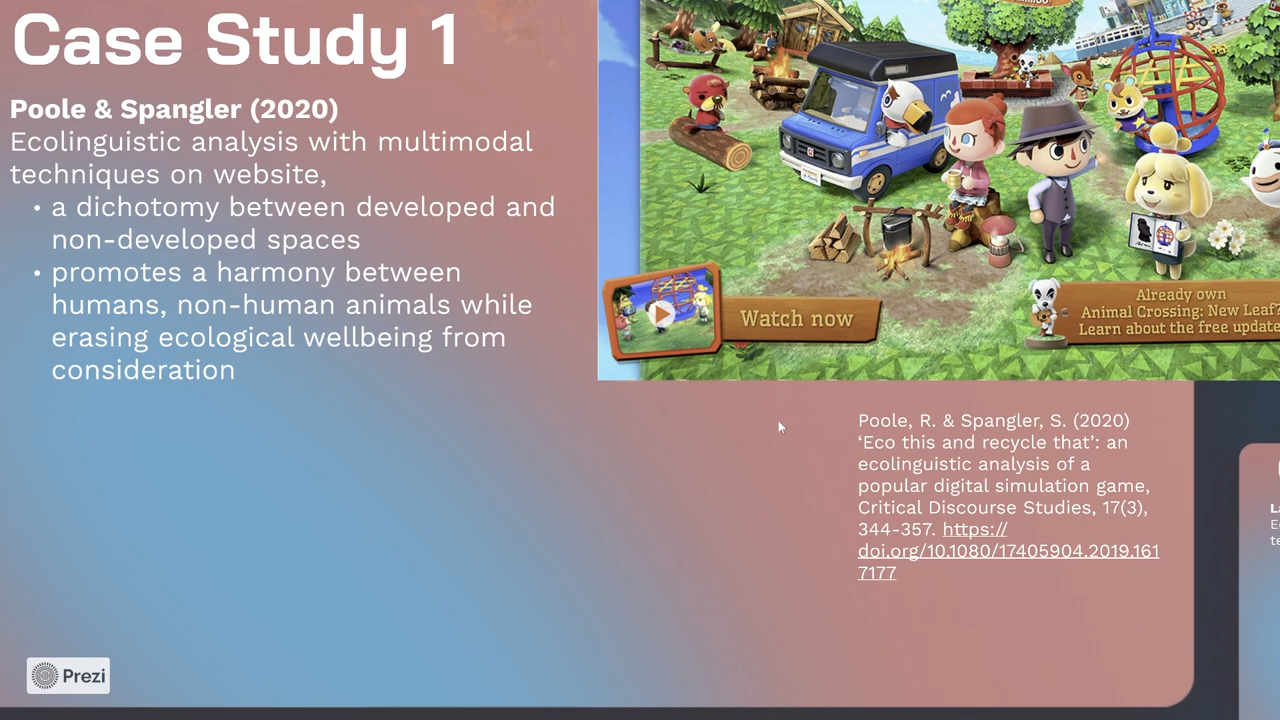 Case Study 1
Poole & Spangler (2020)
Ecolinguistic analysis with multimodal
techniques on website,
• a dichotomy between developed and
non-developed spaces
• promotes a harmony between
humans, non-human animals while
erasing ecological wellbeing from
consideration
Watch now
Already own
Animal Crossing: New Leaf?
Learn about the free update
Poole, R. & Spangler, S. (2020)
‘Eco this and recycle that’: an
ecolinguistic analysis of a
popular digital simulation game,
Critical Discourse Studies, 17(3),
344-357. https://
doi.org/10.1080/17405904.2019.161
7177
Prezi